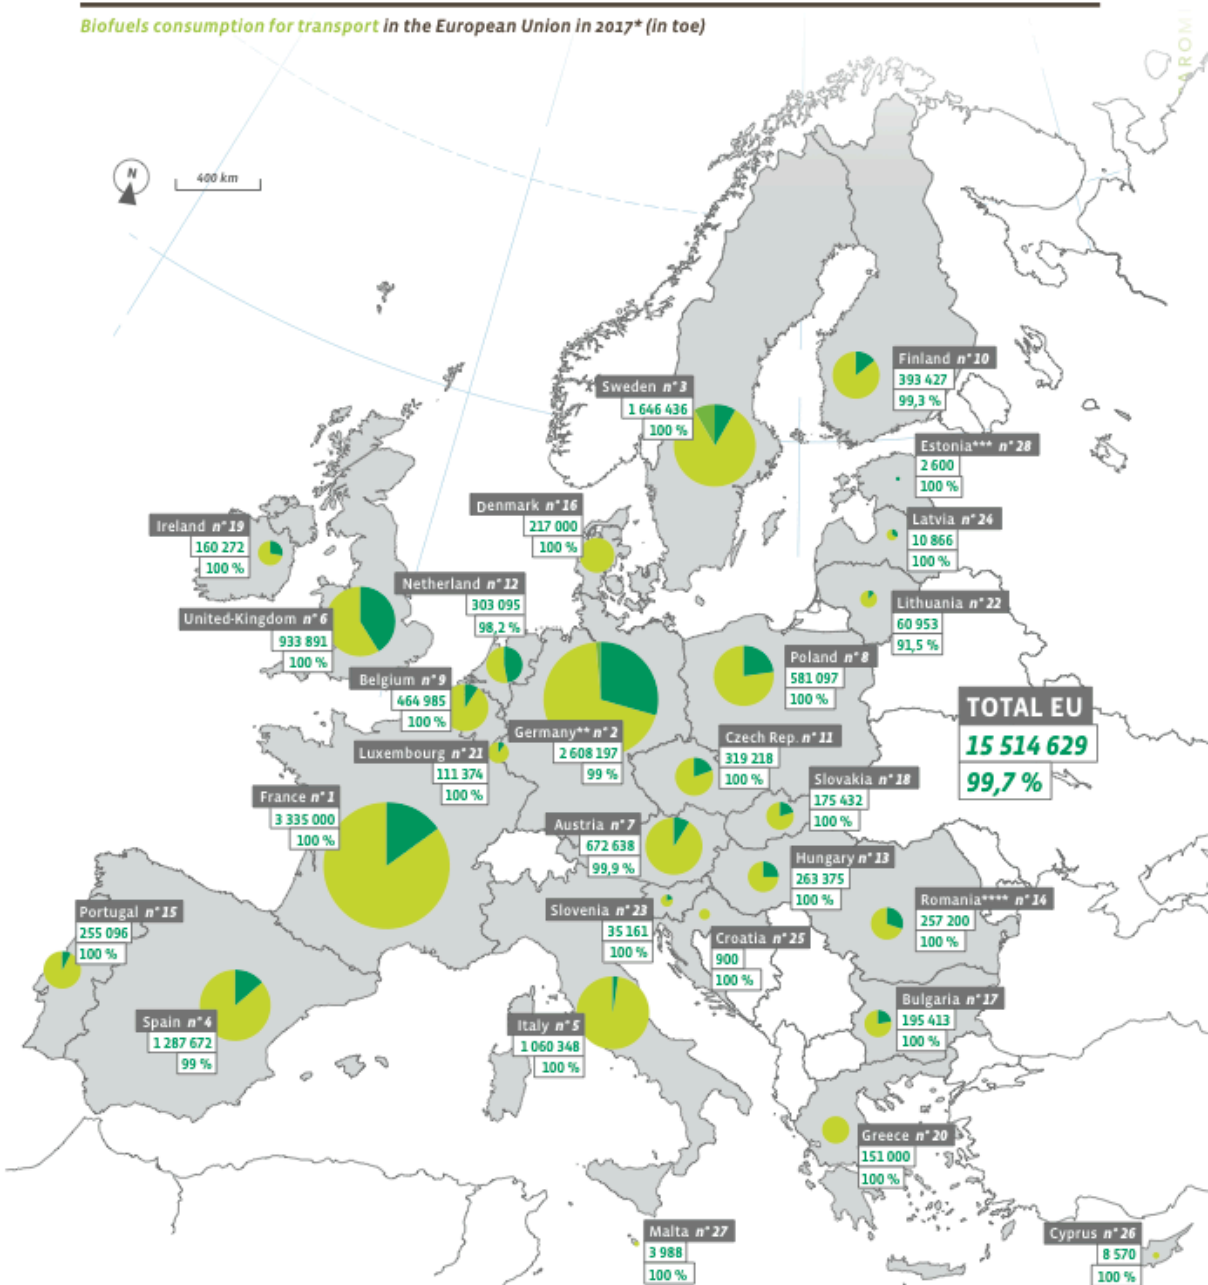 Biofuels consumption for transport in the European Union in 2017* (in toe)
AROM
N
400 km
Finland n°10
393 427
99,3 %
Sweden n°3
1 646 436
100 %
Estonia*** n°28
2 600
100 %
Denmark n°16
217 000
100 %
Latvia n°24
10 866
100 %
Ireland n°19
160 272
100 %
Netherland n°12
303 095
98,2 %
Lithuania n°22
60 953
91,5 %
United-Kingdom n°6
933 891
100 %
Poland n°8
581 097
100 %
Belgium n°9
464 985
100 %
TOTAL EU
15 514 629
99,7 %
Germany** n°2
2 608 197
99 %
Czech Rep. n°11
319 218
100 %
Luxembourg n°21
111 374
100 %
Slovakia n°18
175 432
100 %
France n°1
3 335 000
100 %
Austria n°7
672 638
99,9 %
Hungary n°13
263 375
100 %
Romania**** n°14
257 200
100 %
Portugal n°15
255 096
100 %
Slovenia n°23
35 161
100 %
Croatia n°25
900
100 %
Bulgaria n°17
195 413
100 %
Spain n°4
1 287 672
99 %
Italy n°5
1 060 348
100 %
Greece n°20
151 000
100 %
Malta n°27
3 988
100 %
Cyprus n°26
8 570
100 %